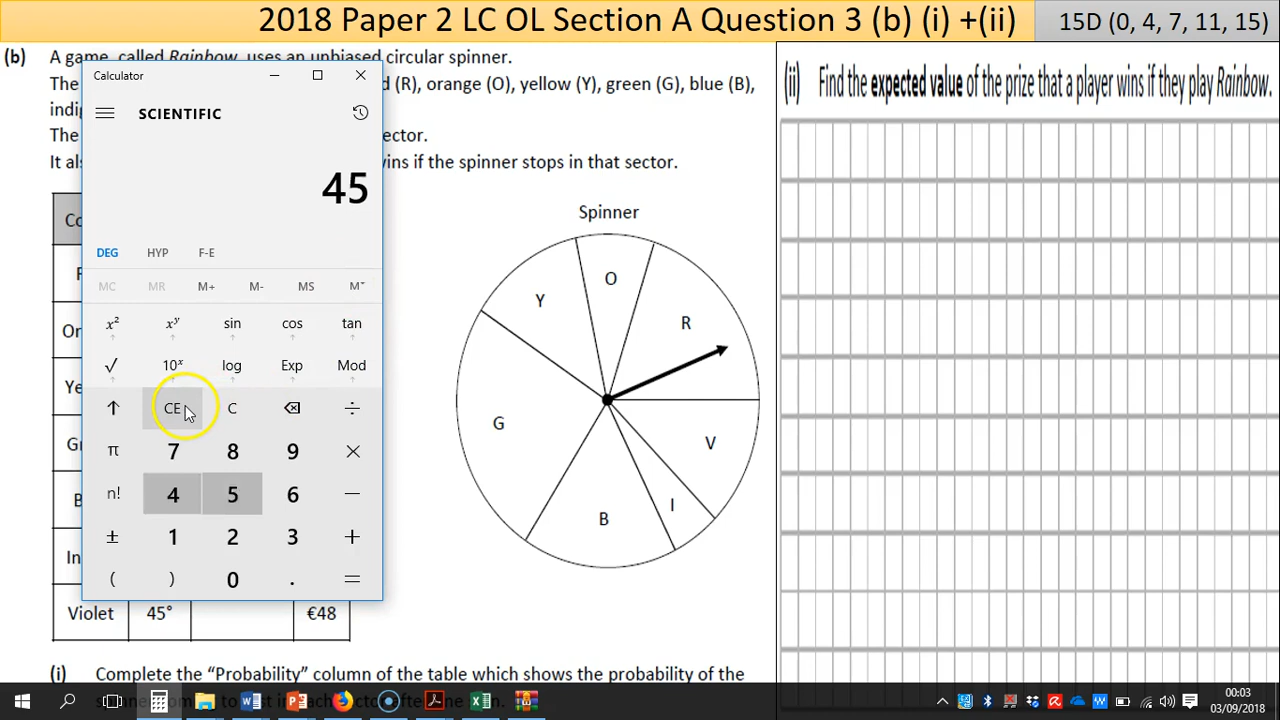 2018 Paper 2 LC OL Section A Question 3 (b) (i) +(ii)
15D (0, 4, 7, 11, 15)
(b) A game, called Rainbow, uses an unbiased circular spinner.
The
d (R), orange (O), yellow (Y), green (G), blue (B),
indig
The
ector.
It als
vins if the spinner stops in that sector.
Calculator
SCIENTIFIC
45
DEG HYP F-E
MC MR M+ M- MS M˅
x² xʸ sin cos tan
√ 10ˣ log Exp Mod
↑ CE C ⌫ ÷
π 7 8 9 ×
n! 4 5 6 −
± 1 2 3 +
( ) 0 . =
Co
Or
Ye
Gr
B
In
Violet 45° €48
Spinner
O
Y
R
G
V
I
B
(i) Complete the “Probability” column of the table which shows the probability of the
(ii) Find the expected value of the prize that a player wins if they play Rainbow.
00:03
03/09/2018